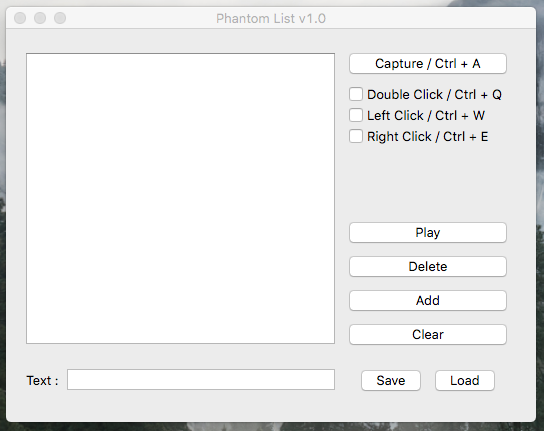 Phantom List v1.0
Capture / Ctrl + A
Double Click / Ctrl + Q
Left Click / Ctrl + W
Right Click / Ctrl + E
Play
Delete
Add
Clear
Text :
Save
Load